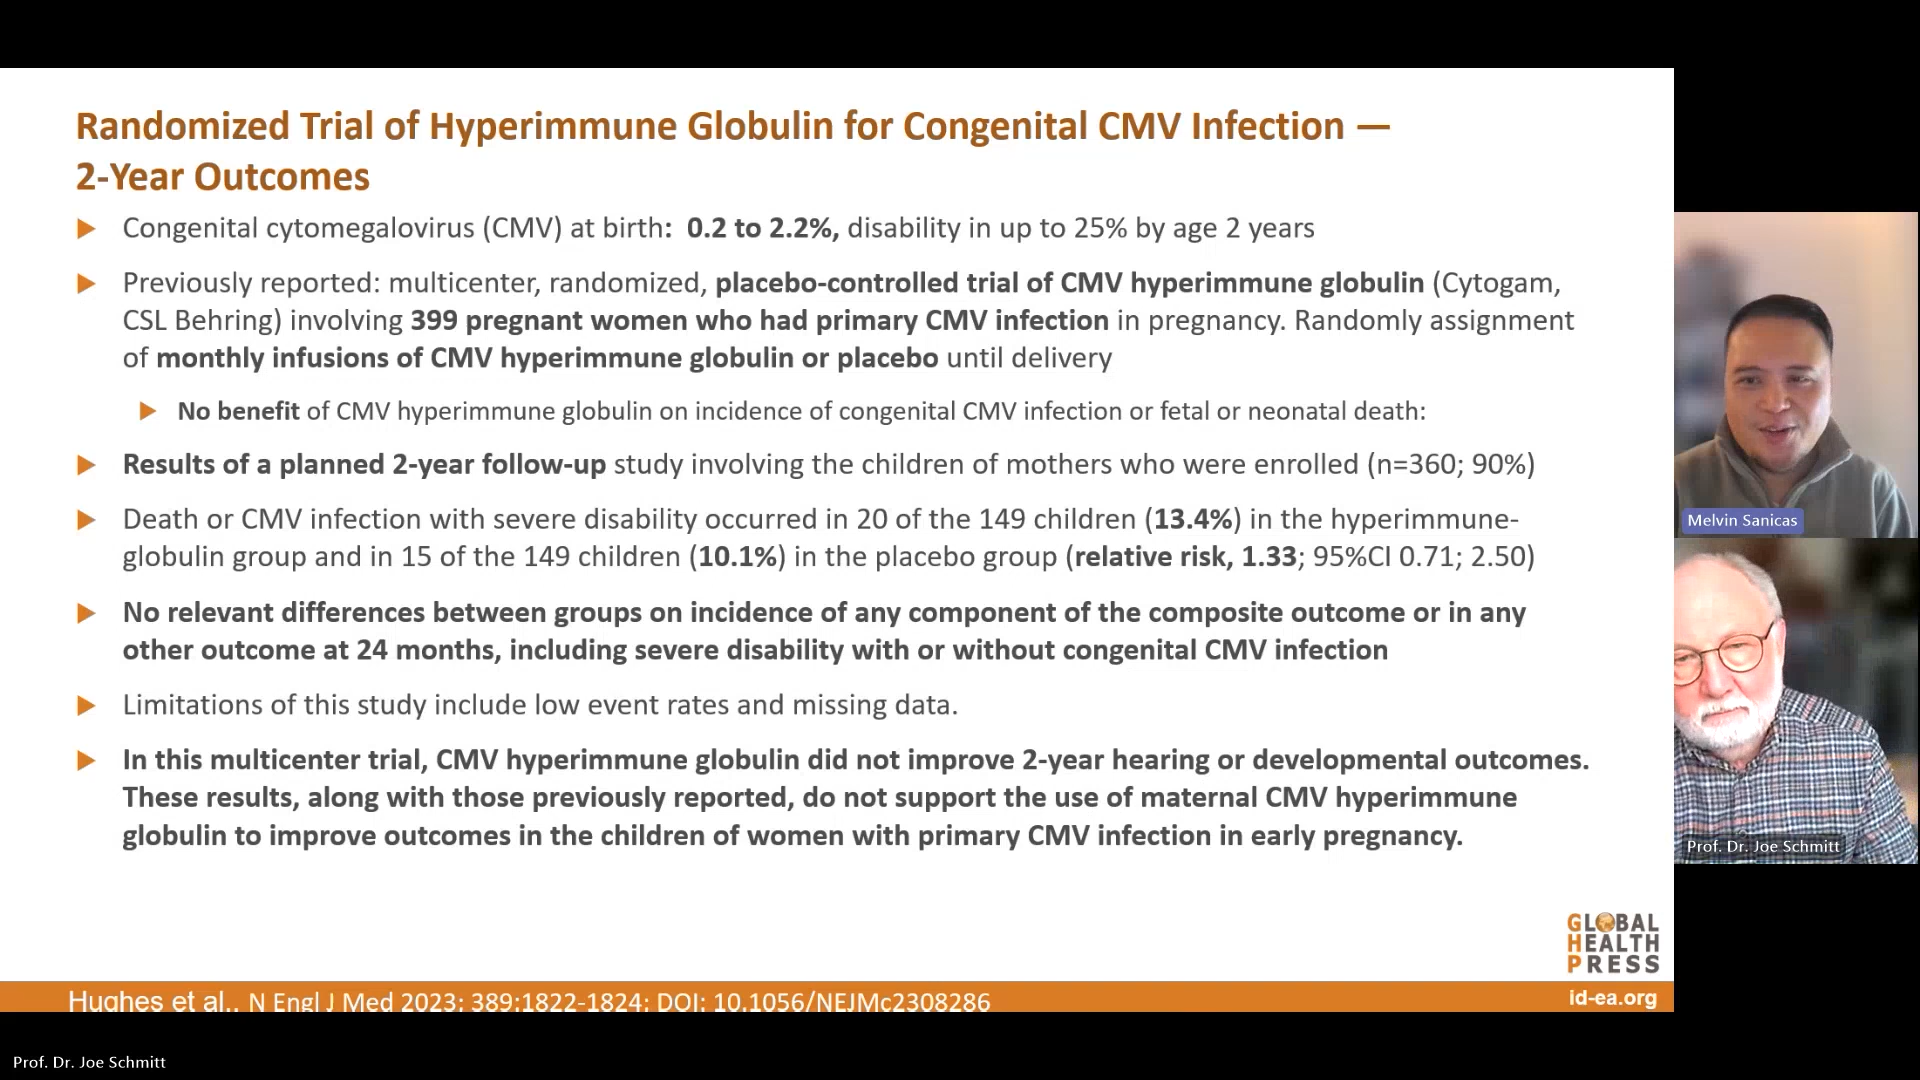 Randomized Trial of Hyperimmune Globulin for Congenital CMV Infection —
2-Year Outcomes
Congenital cytomegalovirus (CMV) at birth: 0.2 to 2.2%, disability in up to 25% by age 2 years
Previously reported: multicenter, randomized, placebo-controlled trial of CMV hyperimmune globulin (Cytogam,
CSL Behring) involving 399 pregnant women who had primary CMV infection in pregnancy. Randomly assignment
of monthly infusions of CMV hyperimmune globulin or placebo until delivery
No benefit of CMV hyperimmune globulin on incidence of congenital CMV infection or fetal or neonatal death:
Results of a planned 2-year follow-up study involving the children of mothers who were enrolled (n=360; 90%)
Death or CMV infection with severe disability occurred in 20 of the 149 children (13.4%) in the hyperimmune-
globulin group and in 15 of the 149 children (10.1%) in the placebo group (relative risk, 1.33; 95%CI 0.71; 2.50)
No relevant differences between groups on incidence of any component of the composite outcome or in any
other outcome at 24 months, including severe disability with or without congenital CMV infection
Limitations of this study include low event rates and missing data.
In this multicenter trial, CMV hyperimmune globulin did not improve 2-year hearing or developmental outcomes.
These results, along with those previously reported, do not support the use of maternal CMV hyperimmune
globulin to improve outcomes in the children of women with primary CMV infection in early pregnancy.
GLOBAL
HEALTH
PRESS
Hughes et al., N Engl J Med 2023; 389:1822-1824; DOI: 10.1056/NEJMc2308286
id-ea.org
Melvin Sanicas
Prof. Dr. Joe Schmitt
Prof. Dr. Joe Schmitt